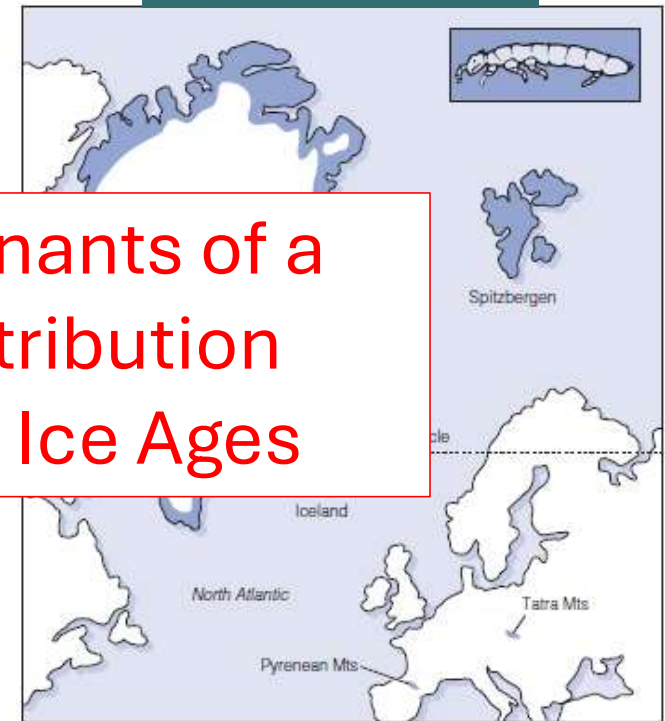 nants of a
tribution
Ice Ages
Spitzbergen
cle
Iceland
North Atlantic
Tatra Mts
Pyrenean Mts